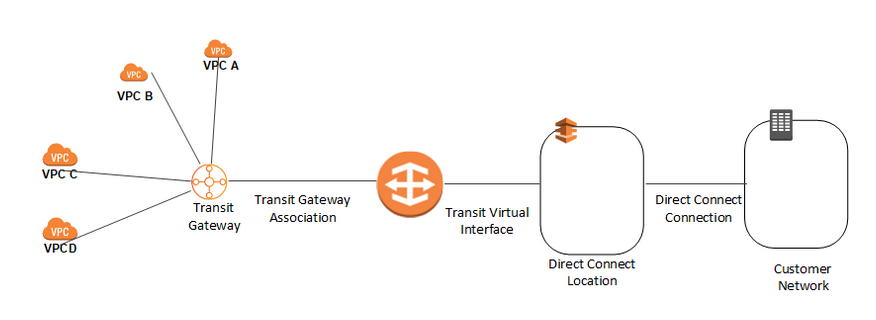 VPC
VPC A
VPC
VPC B
VPC
VPC C
VPC
VPCD
Transit
Gateway
Transit Gateway
Association
Transit Virtual
Interface
Direct Connect
Location
Direct Connect
Connection
Customer
Network